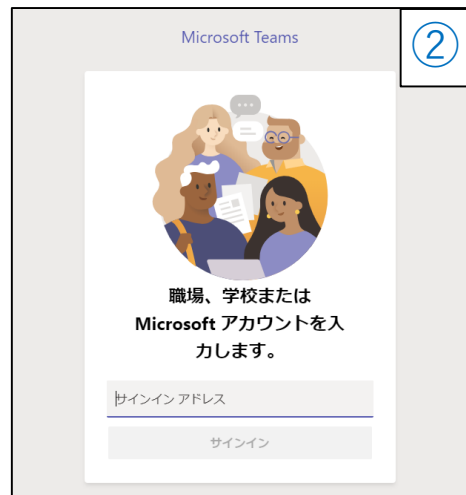 Microsoft Teams
②
職場、学校または
Microsoft アカウントを入
力します。
サインイン アドレス
サインイン